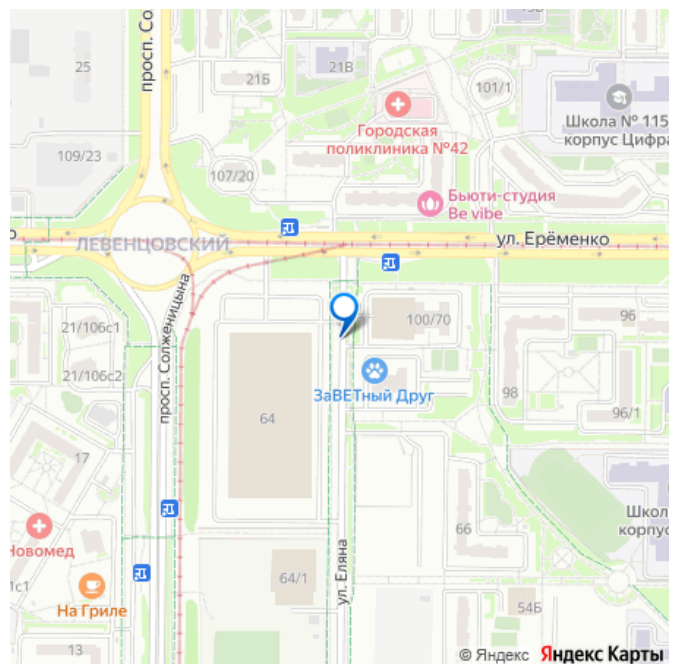 просп. Со
25
21Б
21В
101/1
Школа № 115
корпус Цифра
Городская
поликлиника №42
109/23
107/20
Бьюти-студия
Be vibe
о
ЛЕВЕНЦОВСКИЙ
ул. Ерёменко
просп. Солженицына
21/106с1
100/70
96
21/106с2
ЗаВЕТный Друг
98
96/1
64
17
66
Школ
корпус
Новомед
ул. Еляна
64/1
1с1
На Гриле
54Б
13
© Яндекс Яндекс Карты